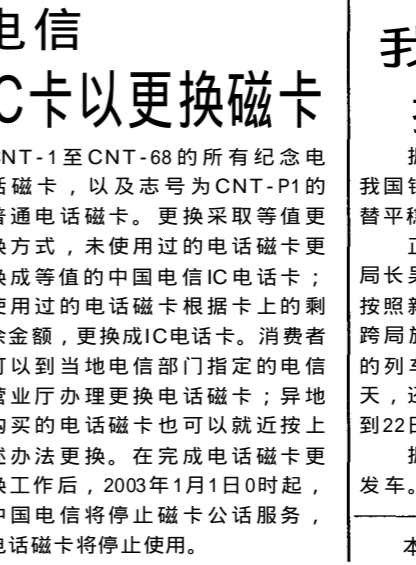 电信
C卡以更换磁卡
CNT-1至CNT-68的所有纪念电
话磁卡，以及志号为CNT-P1的
普通电话磁卡。更换采取等值更
换方式，未使用过的电话磁卡更
换成等值的中国电信IC电话卡；
使用过的电话磁卡根据卡上的剩
余金额，更换成IC电话卡。消费者
可以到当地电信部门指定的电信
营业厅办理更换电话磁卡；异地
购买的电话磁卡也可以就近按上
述办法更换。在完成电话磁卡更
换工作后，2003年1月1日0时起，
中国电信将停止磁卡公话服务，
电话磁卡将停止使用。
我
据
我国铁
替平稳
正
局长吴
按照新
跨局旅
的列车
天，还
到22日
据
发车。
本